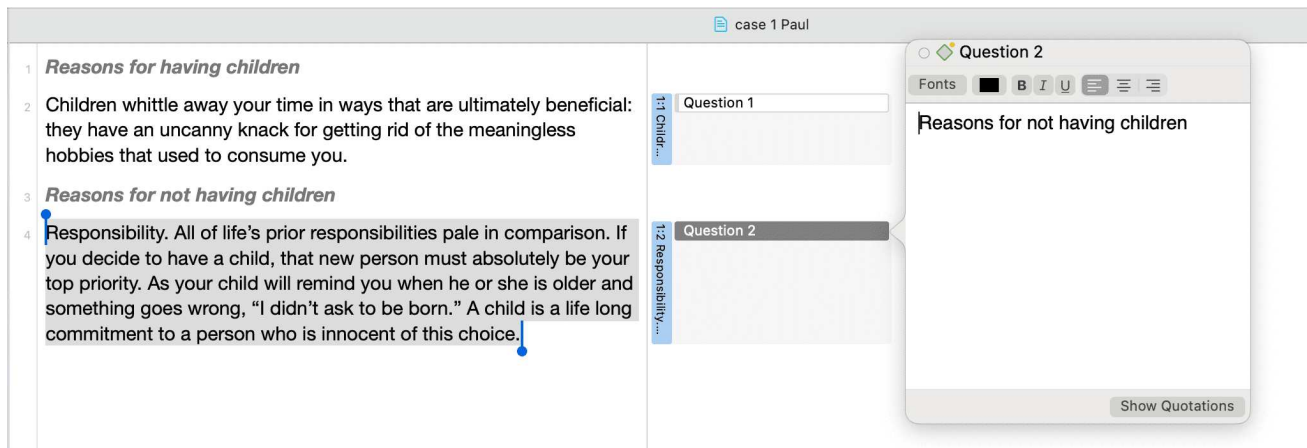 case 1 Paul
1 Reasons for having children
2 Children whittle away your time in ways that are ultimately beneficial:
they have an uncanny knack for getting rid of the meaningless
hobbies that used to consume you.
3 Reasons for not having children
4 Responsibility. All of life’s prior responsibilities pale in comparison. If
you decide to have a child, that new person must absolutely be your
top priority. As your child will remind you when he or she is older and
something goes wrong, “I didn’t ask to be born.” A child is a life long
commitment to a person who is innocent of this choice.
1:1 Childr...
Question 1
1:2 Responsibility....
Question 2
Question 2
Fonts B I U
Reasons for not having children
Show Quotations